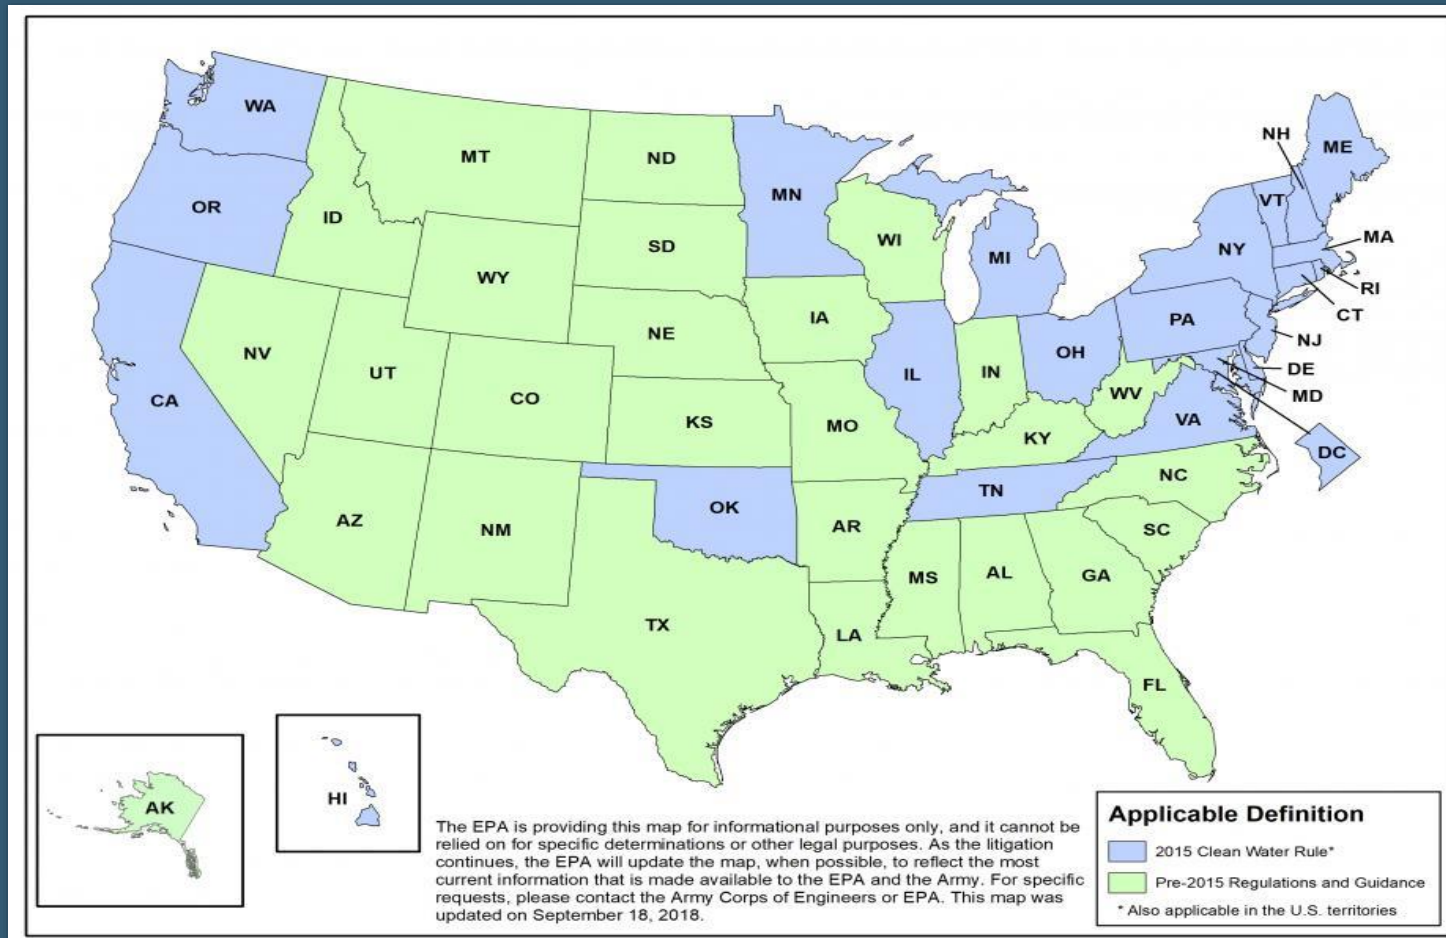 WA
MT
ND
MN
NH
ME
OR
ID
SD
WI
MI
VT
NY
MA
WY
RI
CT
NE
IA
PA
NJ
NV
UT
CO
IL
IN
OH
DE
MD
CA
KS
MO
WV
VA
KY
DC
NC
TN
OK
AZ
NM
AR
SC
MS
AL
GA
TX
LA
FL
AK
HI
The EPA is providing this map for informational purposes only, and it cannot be
relied on for specific determinations or other legal purposes. As the litigation
continues, the EPA will update the map, when possible, to reflect the most
current information that is made available to the EPA and the Army. For specific
requests, please contact the Army Corps of Engineers or EPA. This map was
updated on September 18, 2018.
Applicable Definition
2015 Clean Water Rule*
Pre-2015 Regulations and Guidance
* Also applicable in the U.S. territories